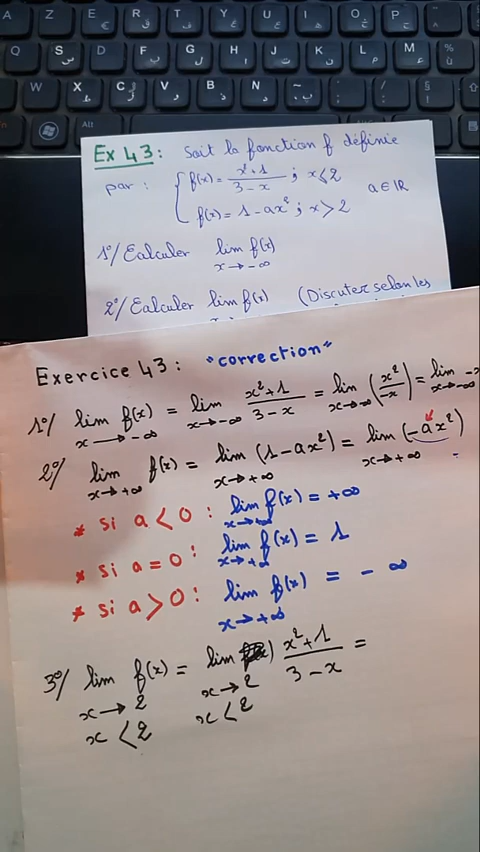 A Z E R T Y U I O P
Q S D F G H J K L M %
W X C V B N
Alt
Ex 43: Soit la fonction f définie
par : { f(x) = x²+1 / 3-x ; x⩽2
f(x) = 1-ax² ; x>2 a∈IR
1°/ Calculer lim f(x)
x→-∞
2°/ Calculer lim f(x) (Discuter selon les
Exercice 43: "correction"
1°/ lim f(x) = lim x²+1 / 3-x = lim (x² / -x) = lim -x
x→-∞ x→-∞ x→-∞ x→-∞
2°/ lim f(x) = lim (1-ax²) = lim (-ax²)
x→+∞ x→+∞ x→+∞
* si a<0 : lim f(x) = +∞
x→+∞
* si a=0 : lim f(x) = 1
x→+∞
* si a>0 : lim f(x) = -∞
x→+∞
3°/ lim f(x) = lim x²+1 / 3-x =
x→2 x→2
x<2 x<2